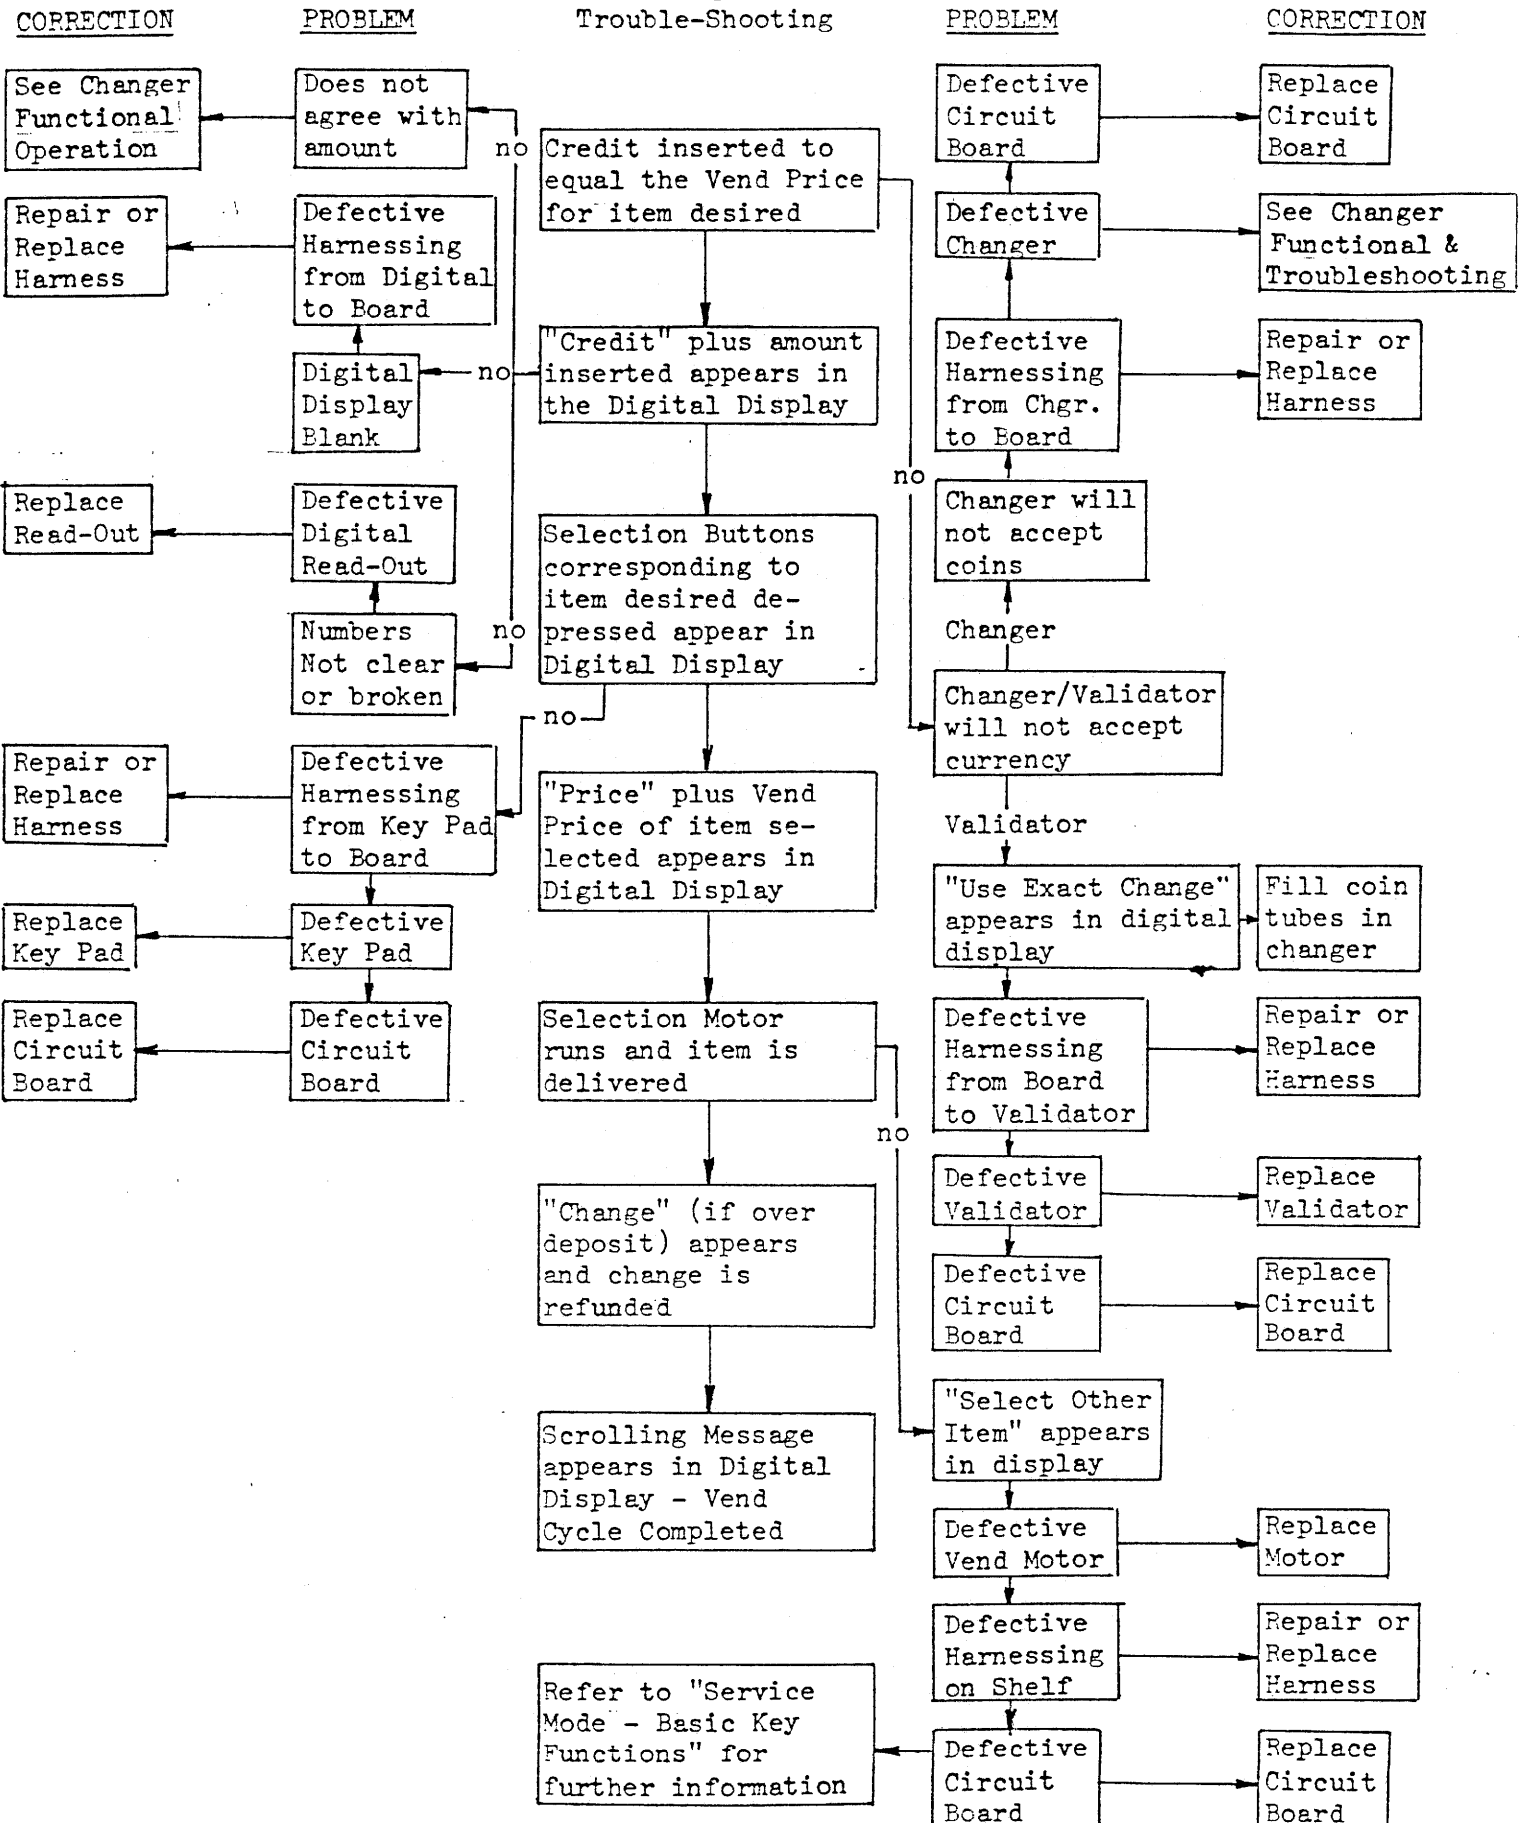 CORRECTION
PROBLEM
Trouble-Shooting
PROBLEM
CORRECTION
See Changer
Functional
Operation
Does not
agree with
amount
no
Credit inserted to
equal the Vend Price
for item desired
Defective
Circuit
Board
Replace
Circuit
Board
Repair or
Replace
Harness
Defective
Harnessing
from Digital
to Board
Defective
Changer
See Changer
Functional &
Troubleshooting
Digital
Display
Blank
no
"Credit" plus amount
inserted appears in
the Digital Display
Defective
Harnessing
from Chgr.
to Board
Repair or
Replace
Harness
no
Replace
Read-Out
Defective
Digital
Read-Out
Selection Buttons
corresponding to
item desired de-
pressed appear in
Digital Display
Changer will
not accept
coins
Numbers
Not clear
or broken
no
Changer
Changer/Validator
will not accept
currency
no
Repair or
Replace
Harness
Defective
Harnessing
from Key Pad
to Board
"Price" plus Vend
Price of item se-
lected appears in
Digital Display
Validator
"Use Exact Change"
appears in digital
display
Fill coin
tubes in
changer
Replace
Key Pad
Defective
Key Pad
Replace
Circuit
Board
Defective
Circuit
Board
Selection Motor
runs and item is
delivered
Defective
Harnessing
from Board
to Validator
Repair or
Replace
Harness
no
Defective
Validator
Replace
Validator
"Change" (if over
deposit) appears
and change is
refunded
Defective
Circuit
Board
Replace
Circuit
Board
"Select Other
Item" appears
in display
Scrolling Message
appears in Digital
Display - Vend
Cycle Completed
Defective
Vend Motor
Replace
Motor
Defective
Harnessing
on Shelf
Repair or
Replace
Harness
Refer to "Service
Mode - Basic Key
Functions" for
further information
Defective
Circuit
Board
Replace
Circuit
Board